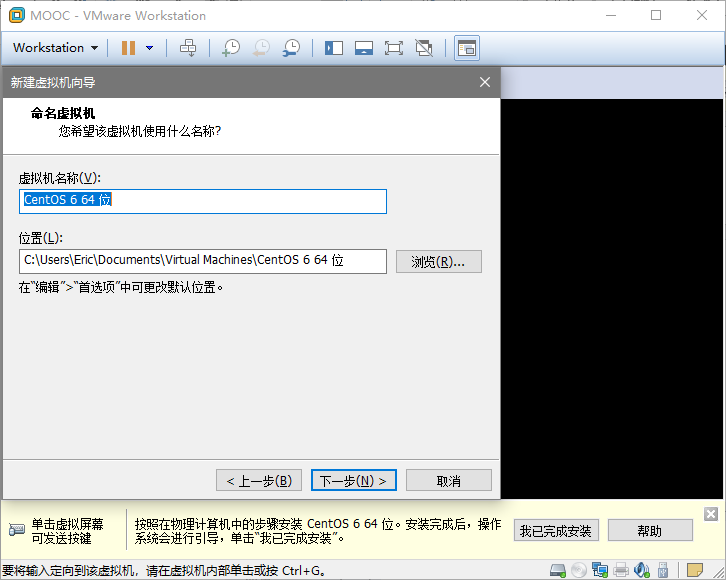 MOOC - VMware Workstation
Workstation
新建虚拟机向导
命名虚拟机
您希望该虚拟机使用什么名称?
虚拟机名称(V):
CentOS 6 64 位
位置(L):
C:\Users\Eric\Documents\Virtual Machines\CentOS 6 64 位
浏览(R)...
在“编辑”>“首选项”中可更改默认位置。
< 上一步(B)
下一步(N) >
取消
单击虚拟屏幕
可发送按键
按照在物理计算机中的步骤安装 CentOS 6 64 位。安装完成后，操作
系统会进行引导，单击“我已完成安装”。
我已完成安装
帮助
要将输入定向到该虚拟机，请在虚拟机内部单击或按 Ctrl+G。